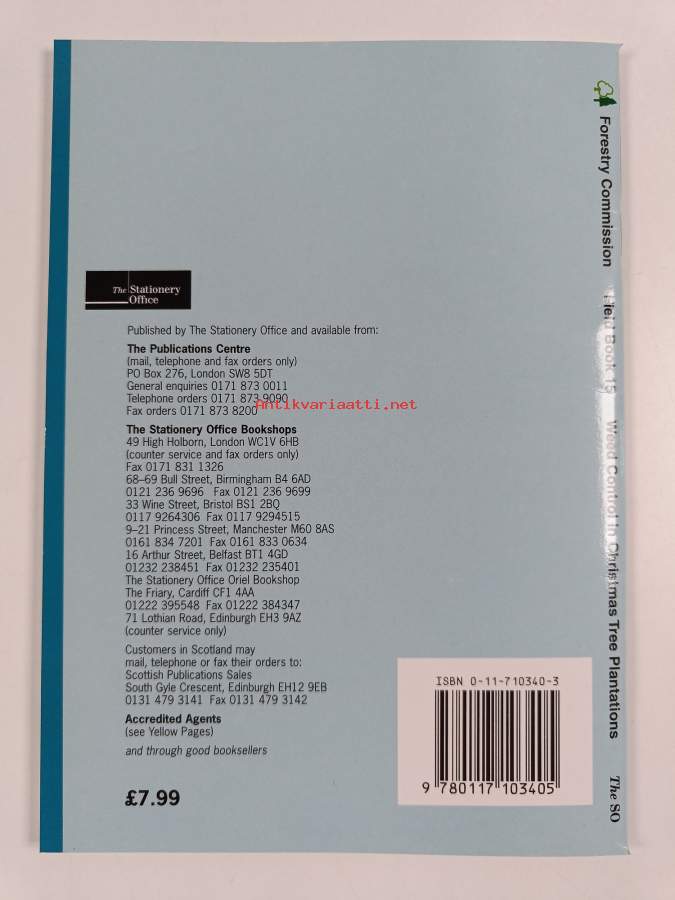 The Stationery
Office
Published by The Stationery Office and available from:
The Publications Centre
(mail, telephone and fax orders only)
PO Box 276, London SW8 5DT
General enquiries 0171 873 0011
Telephone orders 0171 873 9090
Fax orders 0171 873 8200
Antikvariaatti.net
The Stationery Office Bookshops
49 High Holborn, London WC1V 6HB
(counter service and fax orders only)
Fax 0171 831 1326
68–69 Bull Street, Birmingham B4 6AD
0121 236 9696 Fax 0121 236 9699
33 Wine Street, Bristol BS1 2BQ
0117 9264306 Fax 0117 9294515
9–21 Princess Street, Manchester M60 8AS
0161 834 7201 Fax 0161 833 0634
16 Arthur Street, Belfast BT1 4GD
01232 238451 Fax 01232 235401
The Stationery Office Oriel Bookshop
The Friary, Cardiff CF1 4AA
01222 395548 Fax 01222 384347
71 Lothian Road, Edinburgh EH3 9AZ
(counter service only)
Customers in Scotland may
mail, telephone or fax their orders to:
Scottish Publications Sales
South Gyle Crescent, Edinburgh EH12 9EB
0131 479 3141 Fax 0131 479 3142
Accredited Agents
(see Yellow Pages)
and through good booksellers
£7.99
ISBN 0-11-710340-3
9 780117 103405
Forestry Commission Field Book 15 Weed Control in Christmas Tree Plantations The SO